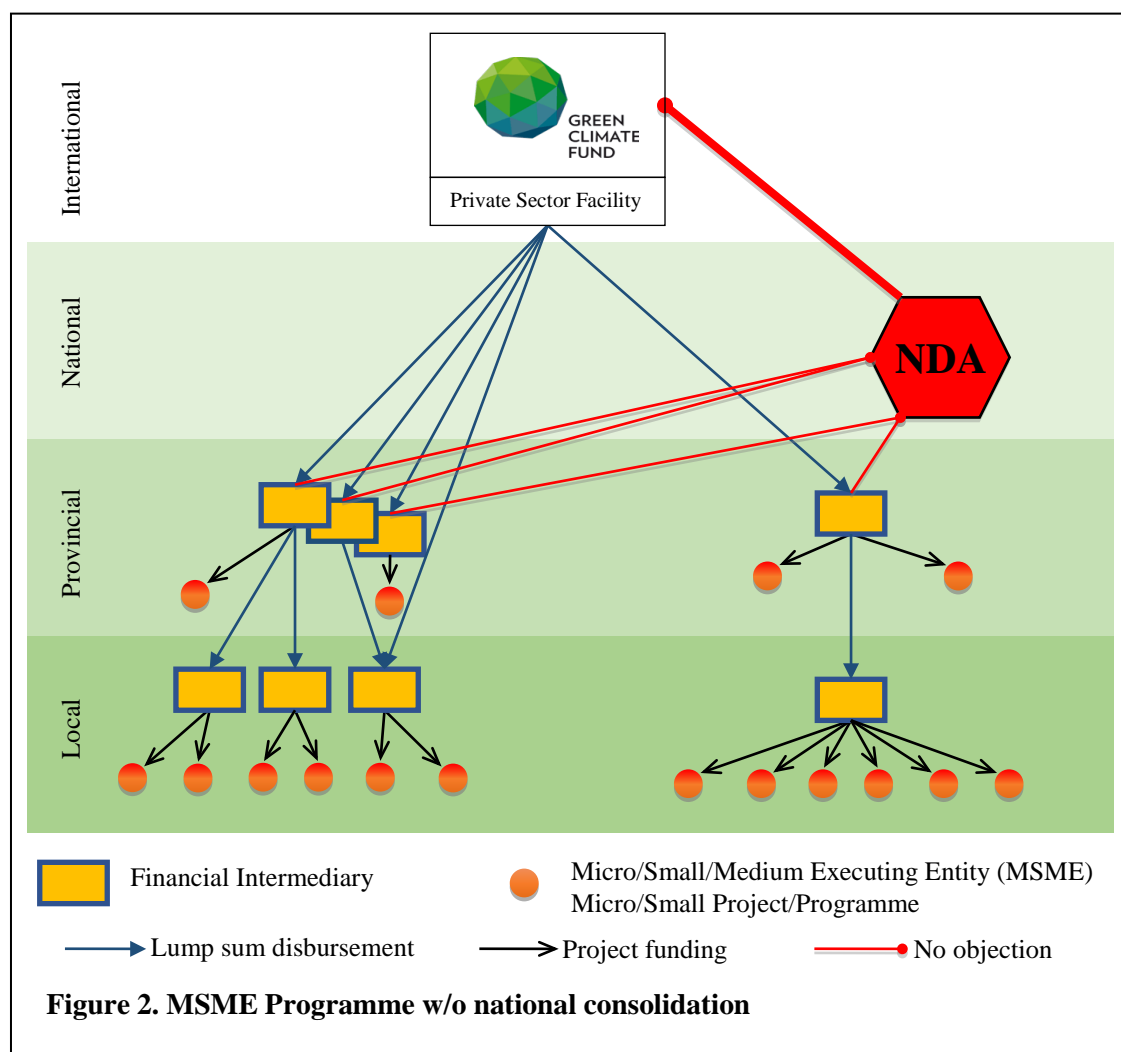 International
GREEN
CLIMATE
FUND
Private Sector Facility
National
NDA
Provincial
Local
Financial Intermediary
Micro/Small/Medium Executing Entity (MSME)
Micro/Small Project/Programme
Lump sum disbursement
Project funding
No objection
Figure 2. MSME Programme w/o national consolidation